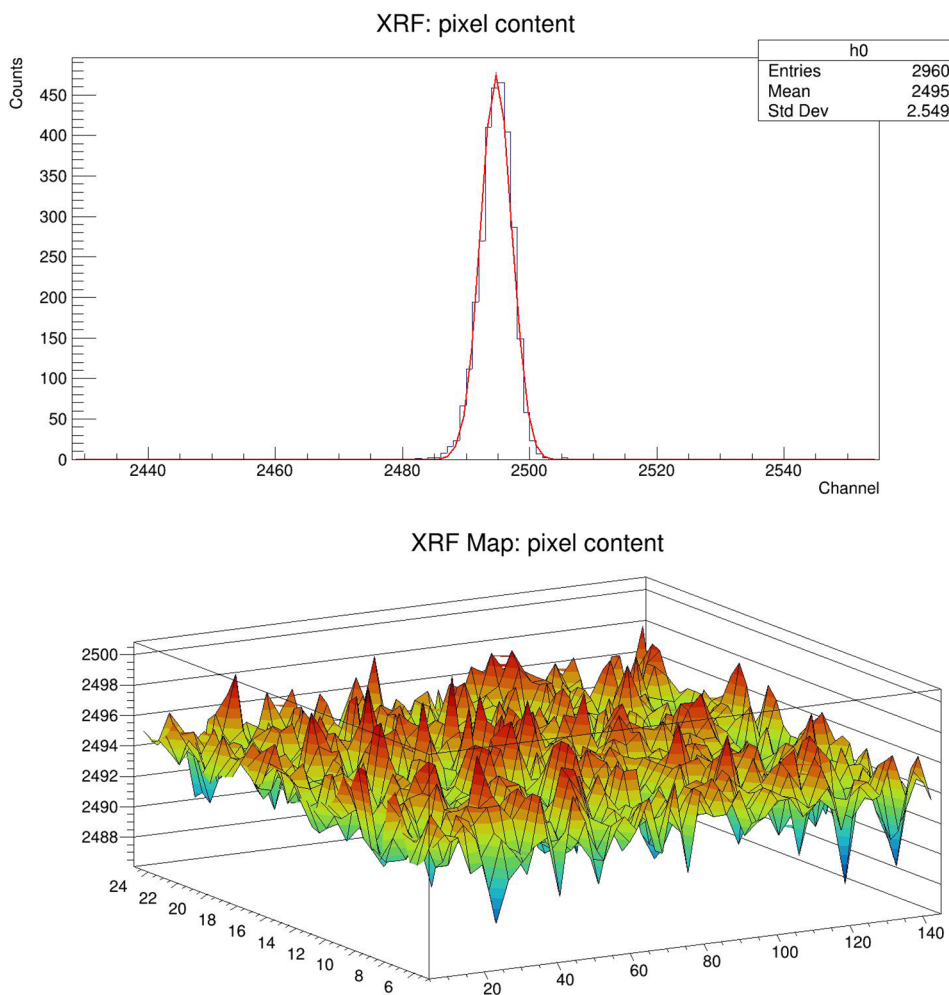 XRF: pixel content
h0
Entries 2960
Mean 2495
Std Dev 2.549
Counts
450
400
350
300
250
200
150
100
50
0
2440 2460 2480 2500 2520 2540
Channel
XRF Map: pixel content
2500
2498
2496
2494
2492
2490
2488
24 22 20 18 16 14 12 10 8 6
20 40 60 80 100 120 140